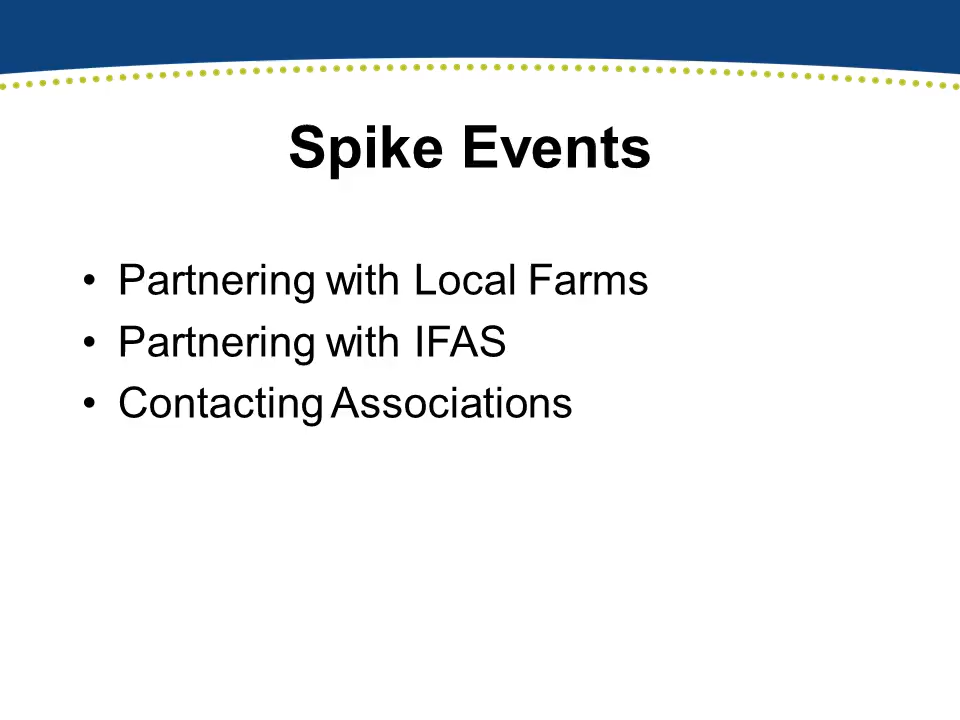 Spike Events
• Partnering with Local Farms
• Partnering with IFAS
• Contacting Associations